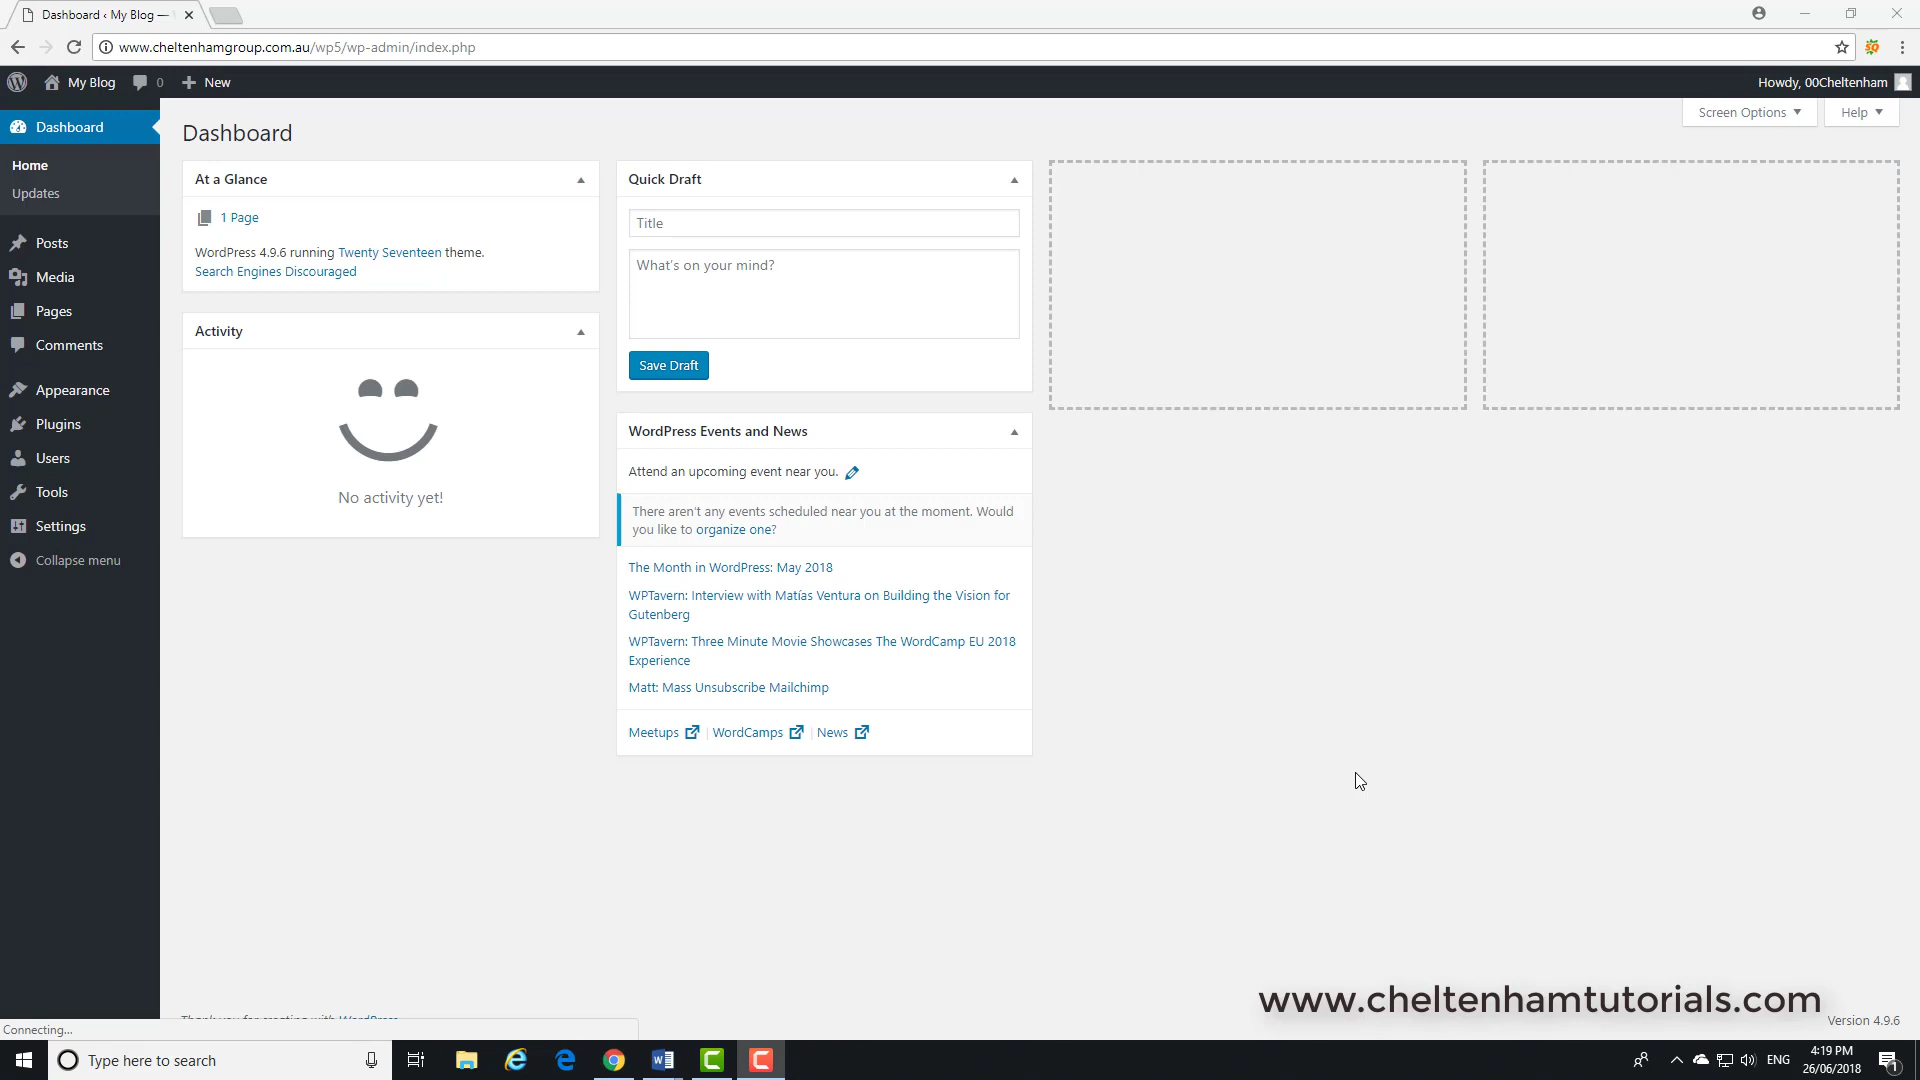 Dashboard ‹ My Blog —
www.cheltenhamgroup.com.au/wp5/wp-admin/index.php
My Blog 0 New
Howdy, 00Cheltenham
Screen Options Help
Dashboard
Home
Updates
Posts
Media
Pages
Comments
Appearance
Plugins
Users
Tools
Settings
Collapse menu
Dashboard
At a Glance
1 Page
WordPress 4.9.6 running Twenty Seventeen theme.
Search Engines Discouraged
Activity
No activity yet!
Quick Draft
Title
What's on your mind?
Save Draft
WordPress Events and News
Attend an upcoming event near you.
There aren't any events scheduled near you at the moment. Would
you like to organize one?
The Month in WordPress: May 2018
WPTavern: Interview with Matías Ventura on Building the Vision for
Gutenberg
WPTavern: Three Minute Movie Showcases The WordCamp EU 2018
Experience
Matt: Mass Unsubscribe Mailchimp
Meetups | WordCamps | News
www.cheltenhamtutorials.com
Thank you for creating with WordPress.
Version 4.9.6
Connecting...
Type here to search
ENG
4:19 PM
26/06/2018
1